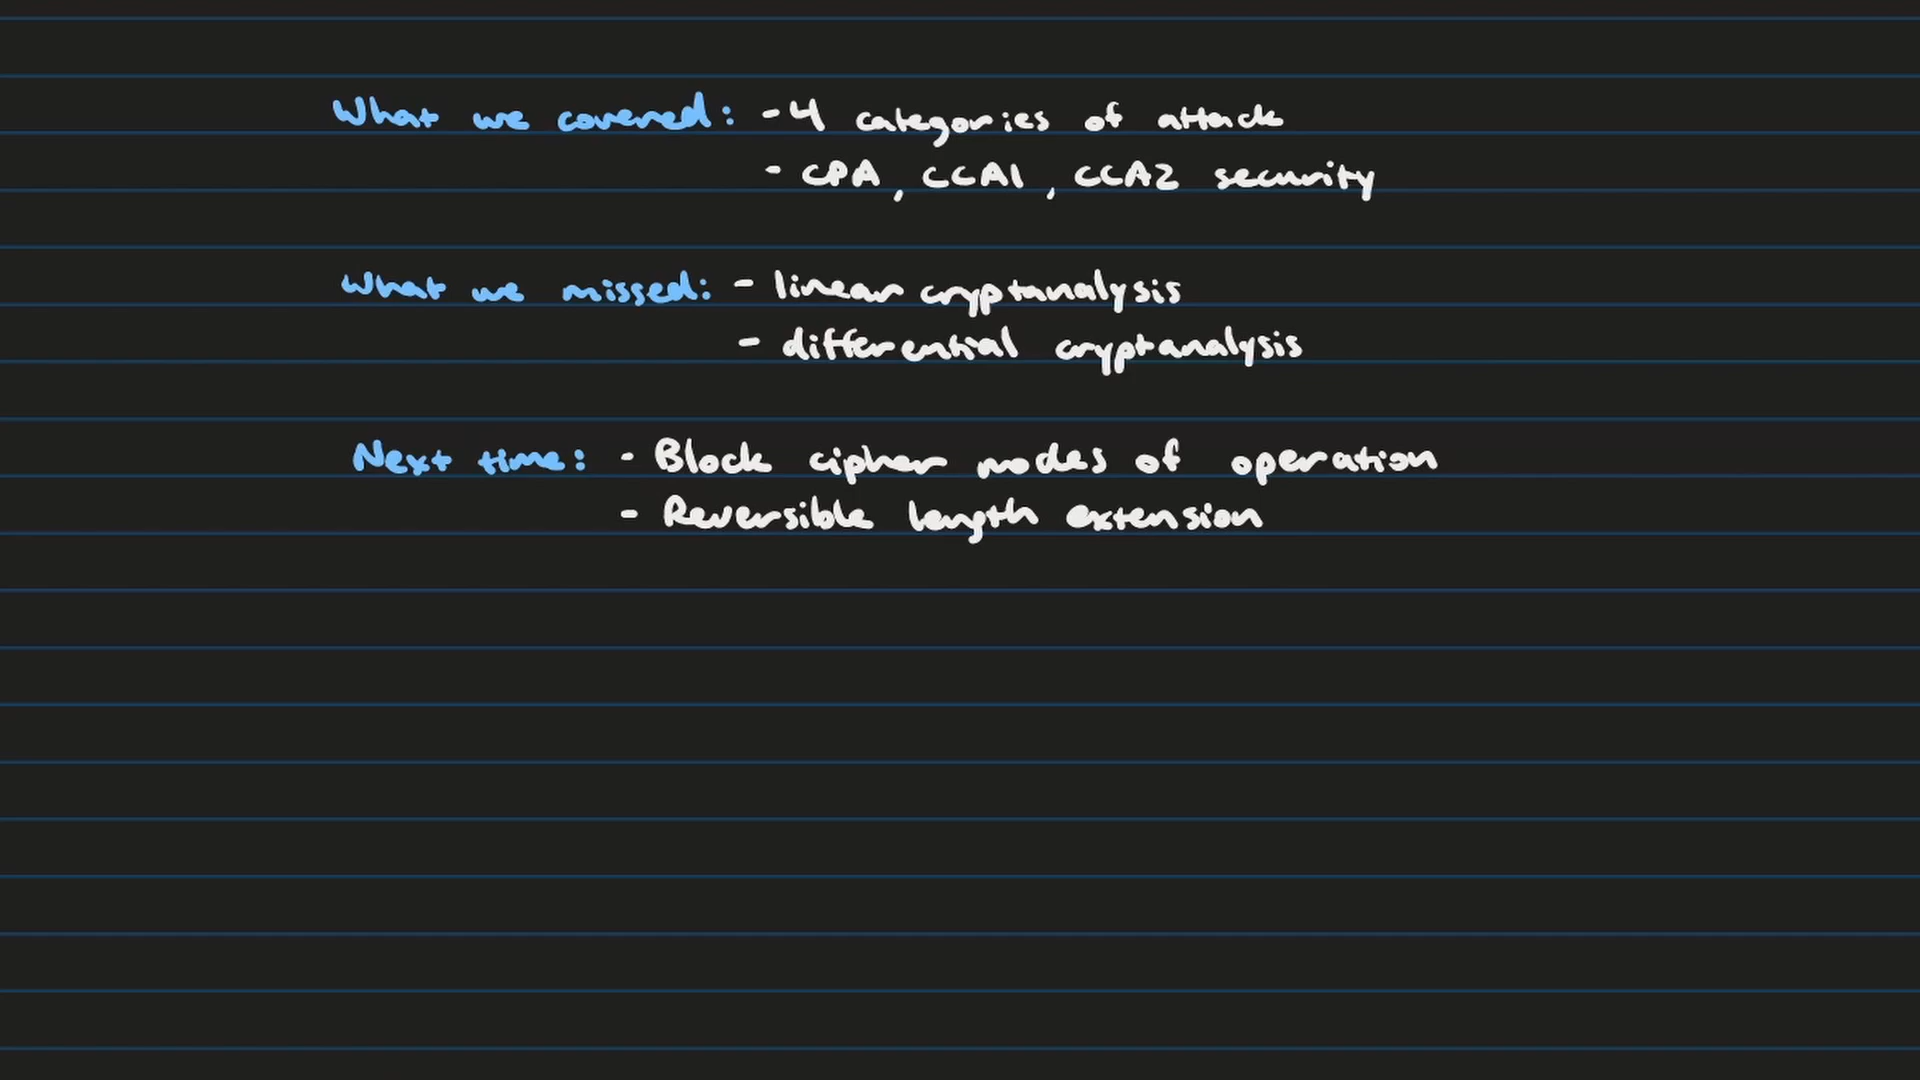 What we covered: - 4 categories of attack
- CPA, CCA1, CCA2 security
What we missed: - linear cryptanalysis
- differential cryptanalysis
Next time: - Block cipher modes of operation
- Reversible length extension